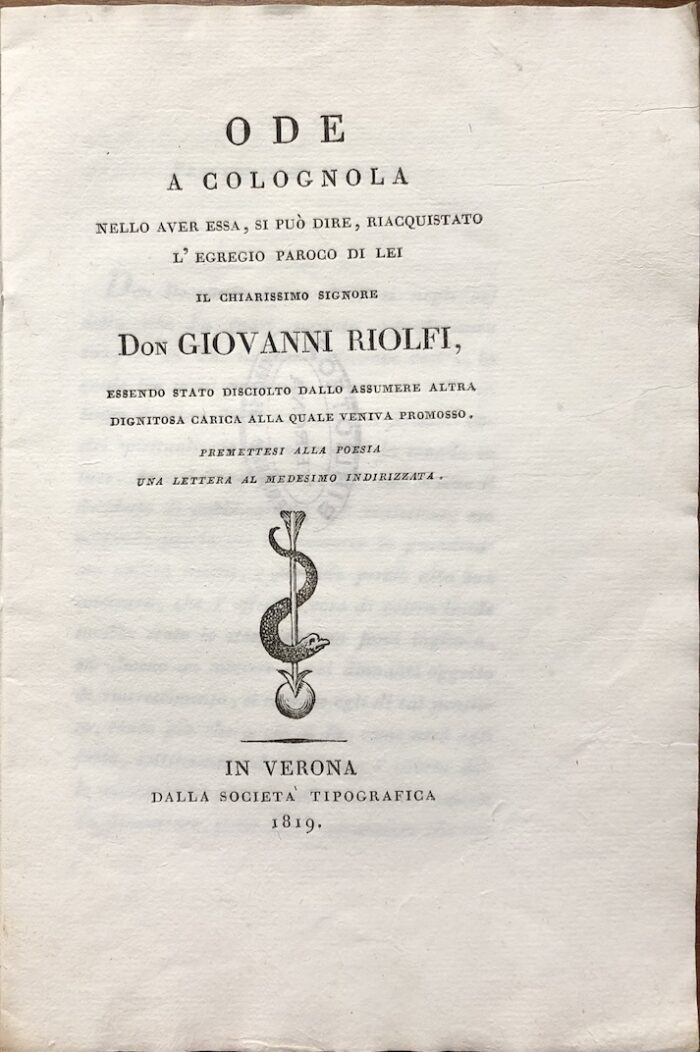 ODE
A COLOGNOLA
NELLO AVER ESSA, SI PUÒ DIRE, RIACQUISTATO
L' EGREGIO PAROCO DI LEI
IL CHIARISSIMO SIGNORE
DON GIOVANNI RIOLFI,
ESSENDO STATO DISCIOLTO DALLO ASSUMERE ALTRA
DIGNITOSA CARICA ALLA QUALE VENIVA PROMOSSO.
PREMETTESI ALLA POESIA
UNA LETTERA AL MEDESIMO INDIRIZZATA.
IN VERONA
DALLA SOCIETA' TIPOGRAFICA
1819.